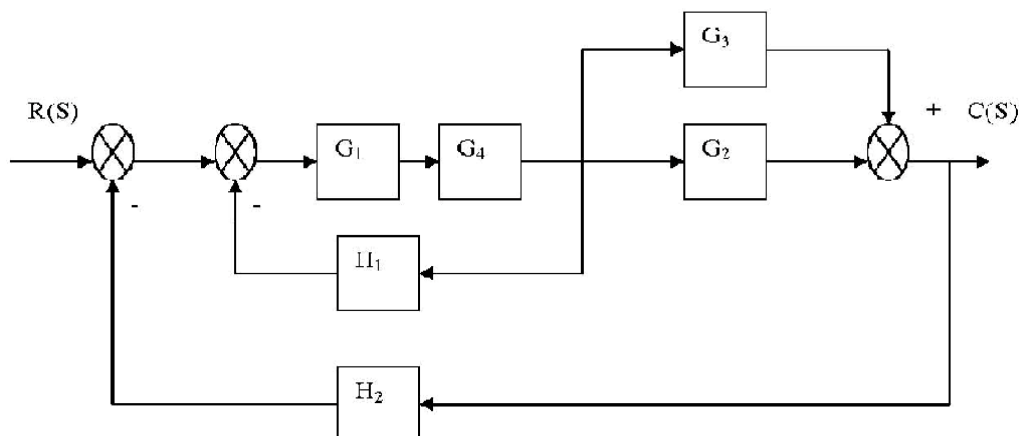 G₃
R(S)
+ C(S)
G₁
G₄
G₂
-
-
H₁
H₂